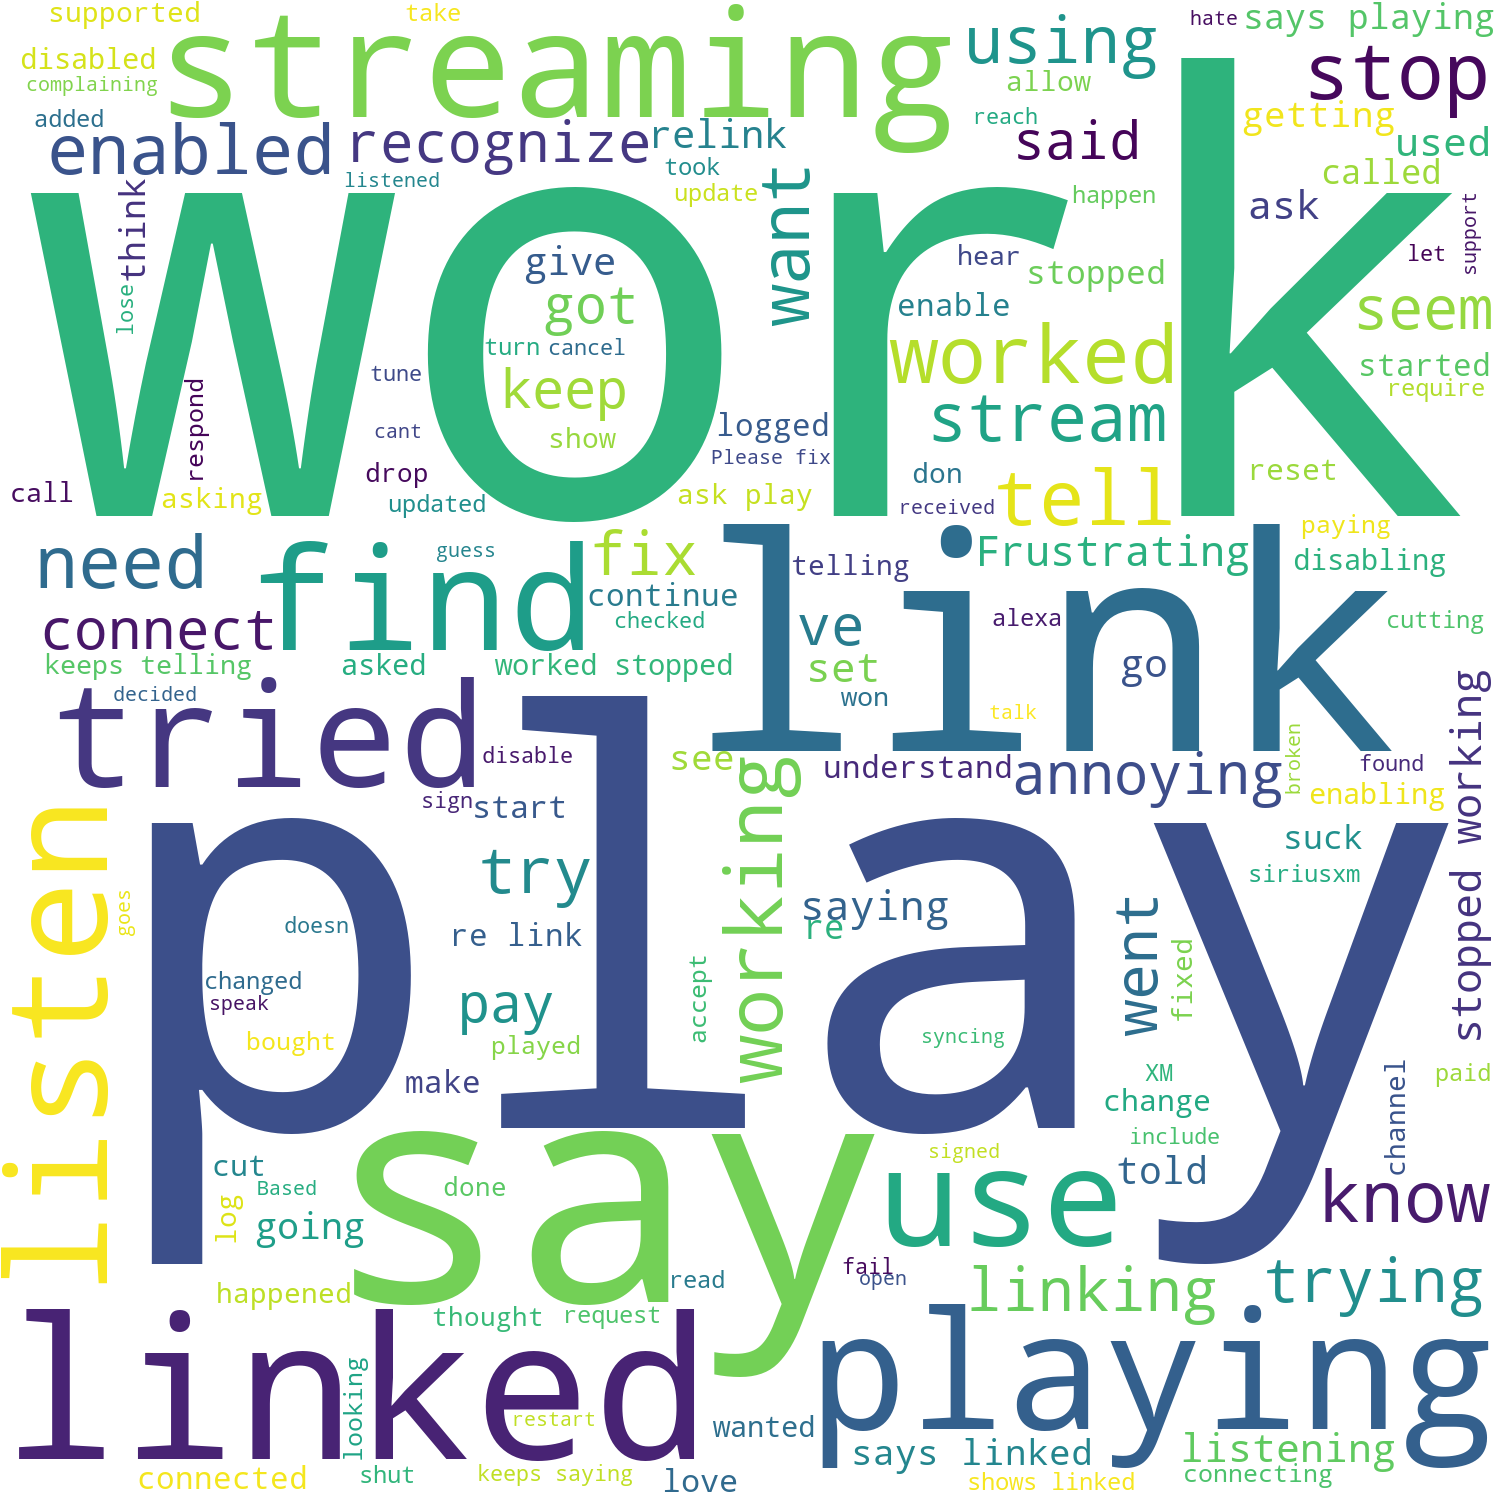 supported
take
streaming
using
hate
says playing
disabled
complaining
allow
stop
added
enabled
recognize
relink
reach
said
getting
used
listened
took
update
want
happen
called
think
work
ask
support
lose
give
got
hear
stopped
let
enable
seem
turn
cancel
tune
keep
worked
started
require
respond
cant
show
logged
stream
call
asking
drop
updated
Please fix
ask play
don
received
tell
reset
need
find
guess
fix
link
Frustrating
paying
disabling
telling
connect
continue
checked
ve
alexa
cutting
keeps telling
asked
worked stopped
set
go
decided
tried
won
talk
stopped working
disable
see
working
understand
annoying
broken
found
sign
start
enabling
listen
play
try
suck
siriusxm
goes
doesn
re link
saying
re
went
fixed
changed
speak
pay
accept
bought
played
syncing
make
XM
change
channel
paid
include
say
signed
cut
Based
done
use
told
know
log
going
happened
read
fail
open
linking
trying
thought
request
linked
playing
looking
restart
wanted
says linked
listening
connected
shut
keeps saying
love
shows linked
connecting